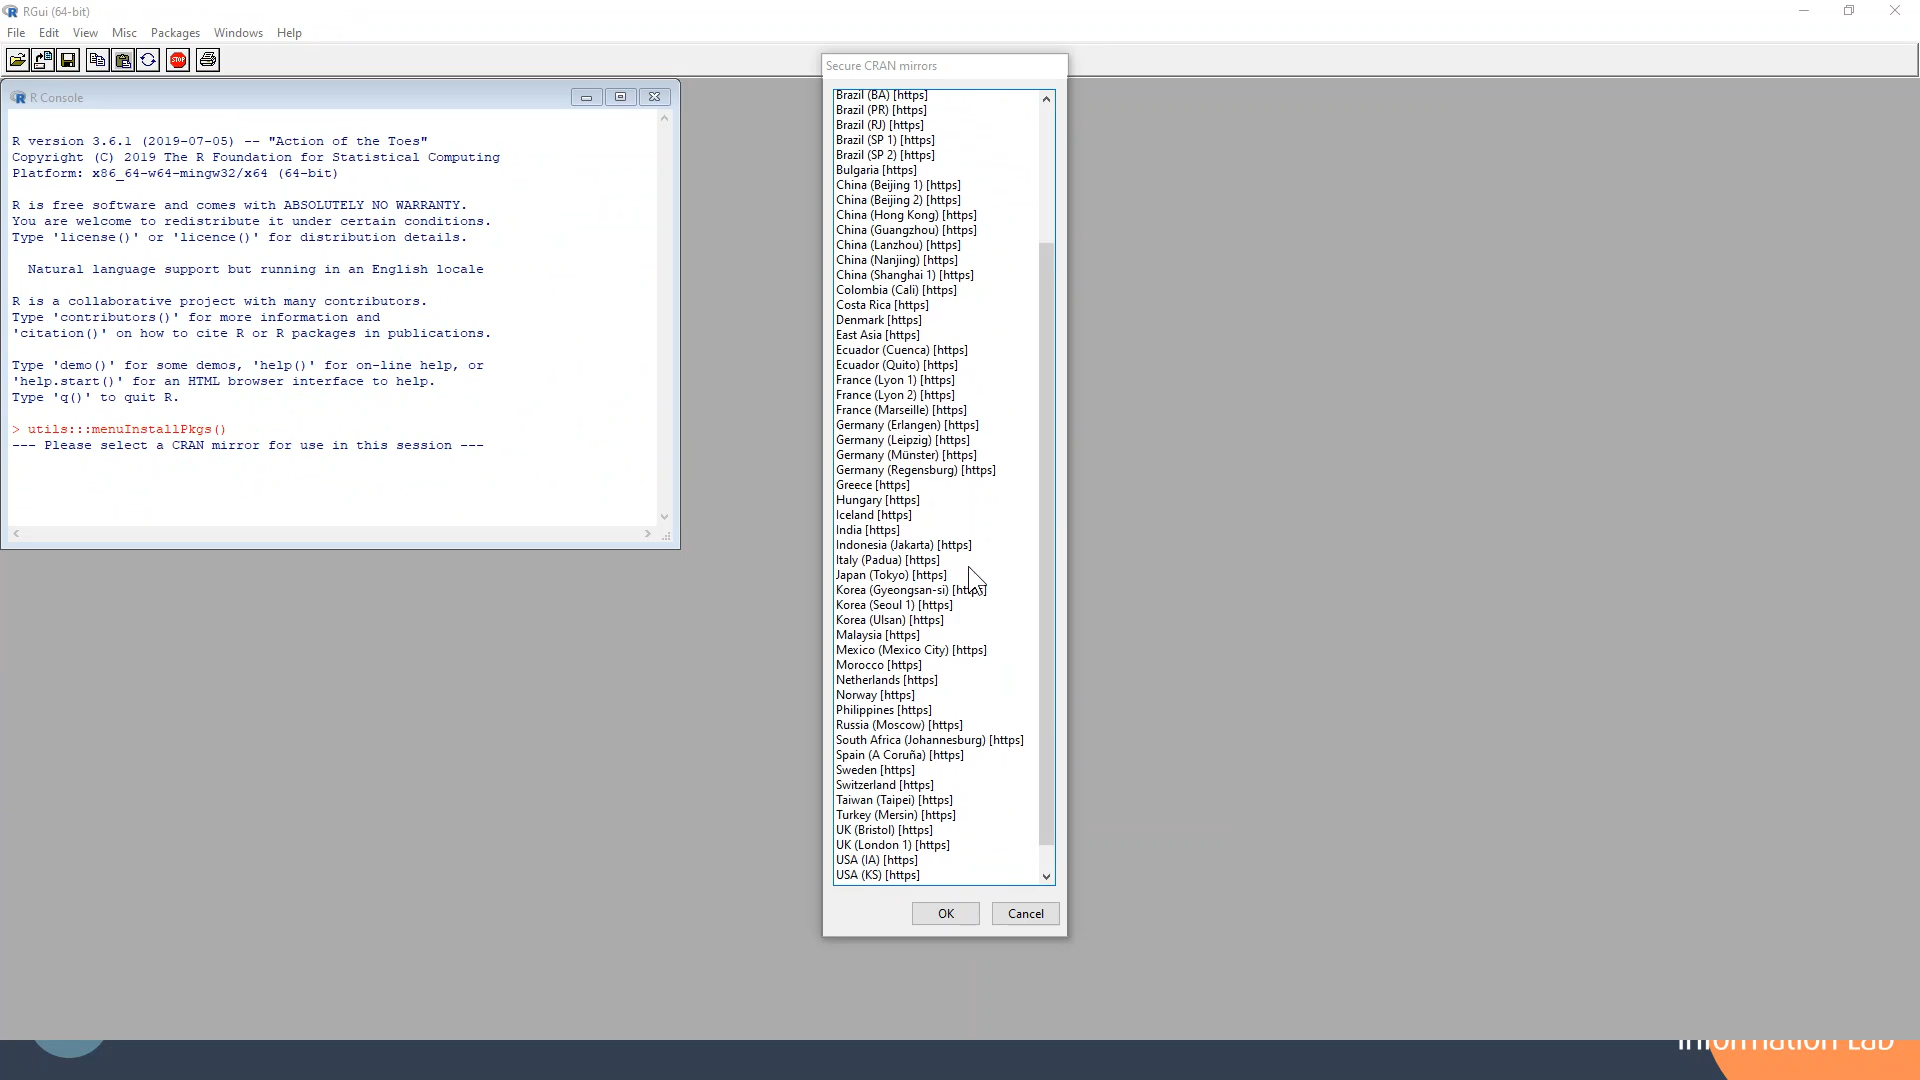 RGui (64-bit)
File Edit View Misc Packages Windows Help
STOP
R Console
R version 3.6.1 (2019-07-05) -- "Action of the Toes"
Copyright (C) 2019 The R Foundation for Statistical Computing
Platform: x86_64-w64-mingw32/x64 (64-bit)
R is free software and comes with ABSOLUTELY NO WARRANTY.
You are welcome to redistribute it under certain conditions.
Type 'license()' or 'licence()' for distribution details.
Natural language support but running in an English locale
R is a collaborative project with many contributors.
Type 'contributors()' for more information and
'citation()' on how to cite R or R packages in publications.
Type 'demo()' for some demos, 'help()' for on-line help, or
'help.start()' for an HTML browser interface to help.
Type 'q()' to quit R.
> utils:::menuInstallPkgs()
--- Please select a CRAN mirror for use in this session ---
Secure CRAN mirrors
Brazil (BA) [https]
Brazil (PR) [https]
Brazil (RJ) [https]
Brazil (SP 1) [https]
Brazil (SP 2) [https]
Bulgaria [https]
China (Beijing 1) [https]
China (Beijing 2) [https]
China (Hong Kong) [https]
China (Guangzhou) [https]
China (Lanzhou) [https]
China (Nanjing) [https]
China (Shanghai 1) [https]
Colombia (Cali) [https]
Costa Rica [https]
Denmark [https]
East Asia [https]
Ecuador (Cuenca) [https]
Ecuador (Quito) [https]
France (Lyon 1) [https]
France (Lyon 2) [https]
France (Marseille) [https]
Germany (Erlangen) [https]
Germany (Leipzig) [https]
Germany (Münster) [https]
Germany (Regensburg) [https]
Greece [https]
Hungary [https]
Iceland [https]
India [https]
Indonesia (Jakarta) [https]
Italy (Padua) [https]
Japan (Tokyo) [https]
Korea (Gyeongsan-si) [https]
Korea (Seoul 1) [https]
Korea (Ulsan) [https]
Malaysia [https]
Mexico (Mexico City) [https]
Morocco [https]
Netherlands [https]
Norway [https]
Philippines [https]
Russia (Moscow) [https]
South Africa (Johannesburg) [https]
Spain (A Coruña) [https]
Sweden [https]
Switzerland [https]
Taiwan (Taipei) [https]
Turkey (Mersin) [https]
UK (Bristol) [https]
UK (London 1) [https]
USA (IA) [https]
USA (KS) [https]
OK Cancel
Information Lab